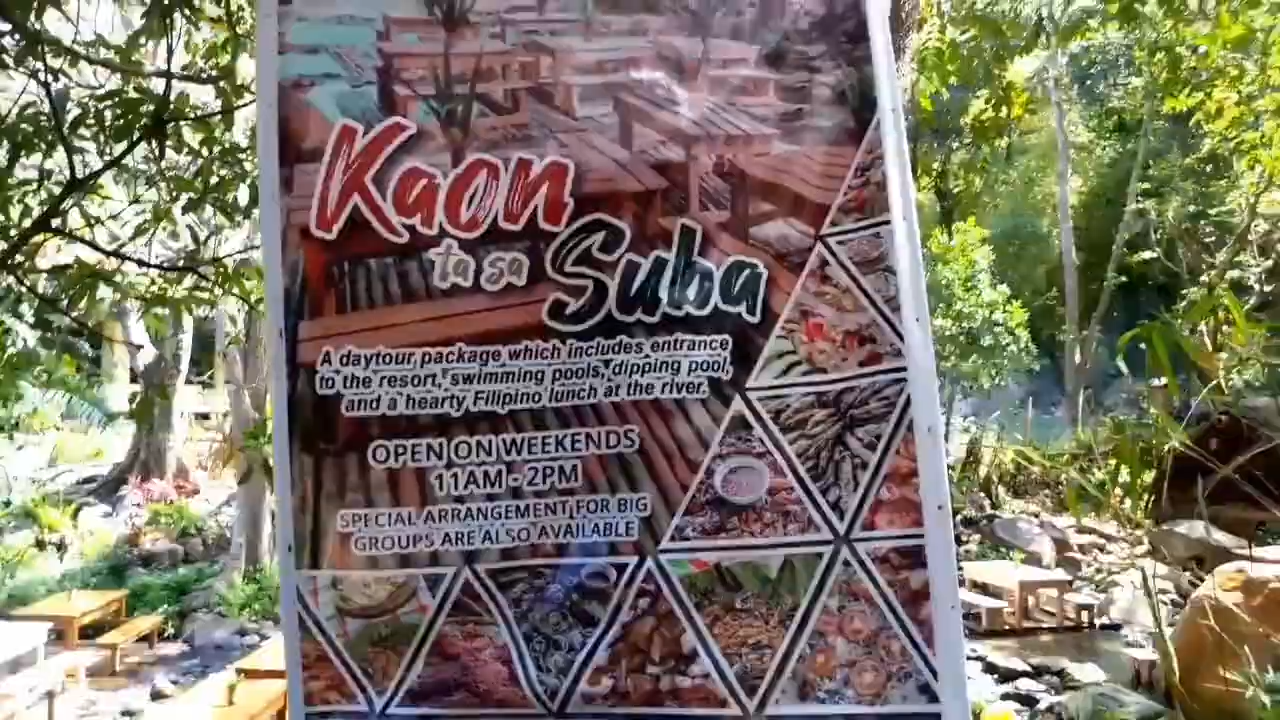 Kaon
ta sa Suba
A daytour package which includes entrance
to the resort, swimming pools, dipping pool,
and a hearty Filipino lunch at the river.
OPEN ON WEEKENDS
11AM - 2PM
SPECIAL ARRANGEMENT FOR BIG
GROUPS ARE ALSO AVAILABLE